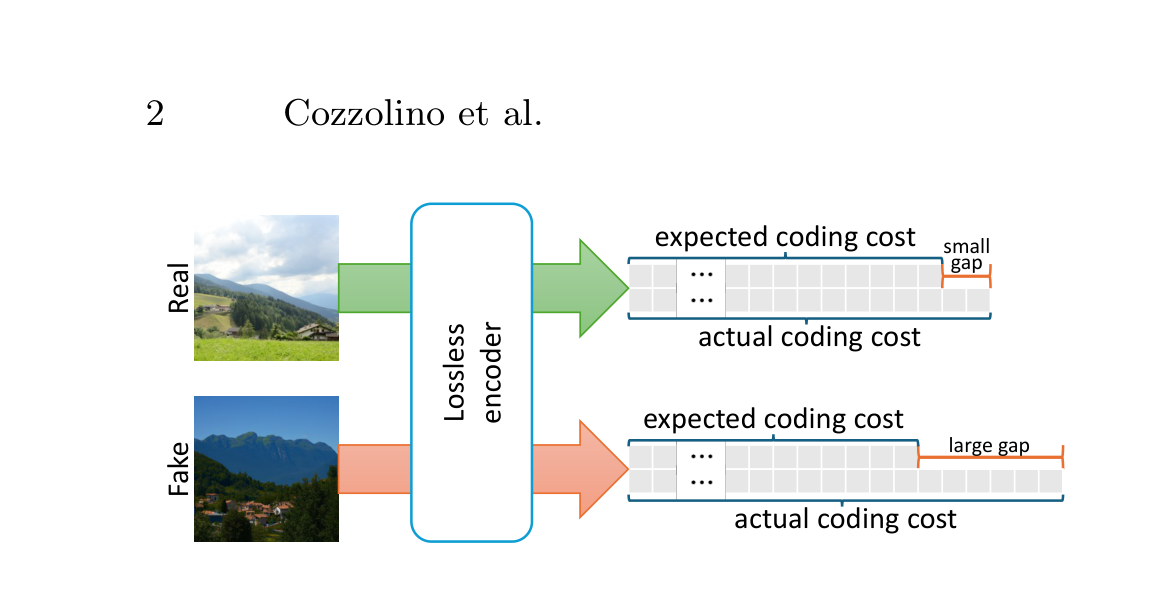 2 Cozzolino et al.
Real
Lossless
encoder
expected coding cost
small
gap
...
...
actual coding cost
Fake
expected coding cost
large gap
...
...
actual coding cost